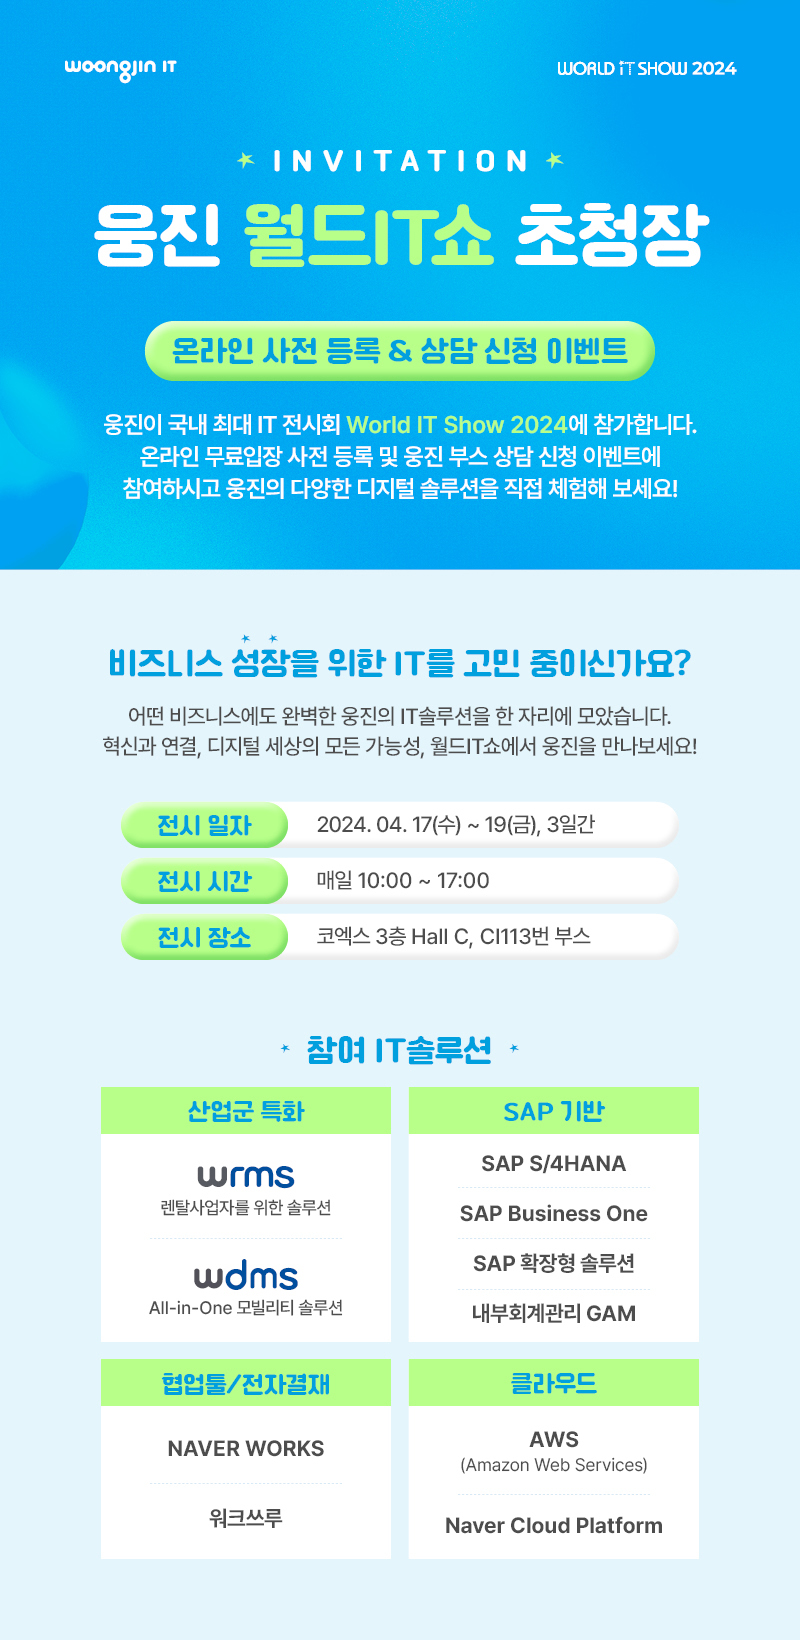 woongjin IT
WORLD IT SHOW 2024
INVITATION
웅진 월드IT쇼 초청장
온라인 사전 등록 & 상담 신청 이벤트
웅진이 국내 최대 IT 전시회 World IT Show 2024에 참가합니다.
온라인 무료입장 사전 등록 및 웅진 부스 상담 신청 이벤트에
참여하시고 웅진의 다양한 디지털 솔루션을 직접 체험해 보세요!
비즈니스 성장을 위한 IT를 고민 중이신가요?
어떤 비즈니스에도 완벽한 웅진의 IT솔루션을 한 자리에 모았습니다.
혁신과 연결, 디지털 세상의 모든 가능성, 월드IT쇼에서 웅진을 만나보세요!
전시 일자
2024. 04. 17(수) ~ 19(금), 3일간
전시 시간
매일 10:00 ~ 17:00
전시 장소
코엑스 3층 Hall C, CI113번 부스
참여 IT솔루션
산업군 특화
wrms
렌탈사업자를 위한 솔루션
wdms
All-in-One 모빌리티 솔루션
SAP 기반
SAP S/4HANA
SAP Business One
SAP 확장형 솔루션
내부회계관리 GAM
협업툴/전자결재
NAVER WORKS
워크쓰루
클라우드
AWS
(Amazon Web Services)
Naver Cloud Platform